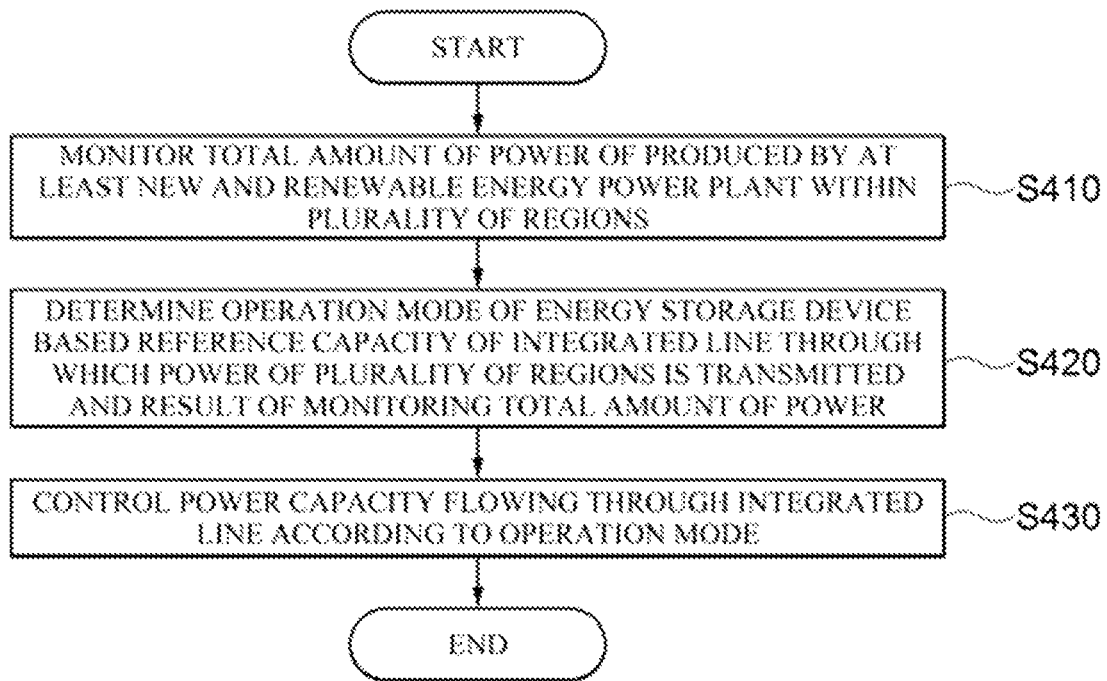 START
MONITOR TOTAL AMOUNT OF POWER OF PRODUCED BY AT
LEAST NEW AND RENEWABLE ENERGY POWER PLANT WITHIN
PLURALITY OF REGIONS
S410
DETERMINE OPERATION MODE OF ENERGY STORAGE DEVICE
BASED REFERENCE CAPACITY OF INTEGRATED LINE THROUGH
WHICH POWER OF PLURALITY OF REGIONS IS TRANSMITTED
AND RESULT OF MONITORING TOTAL AMOUNT OF POWER
S420
CONTROL POWER CAPACITY FLOWING THROUGH INTEGRATED
LINE ACCORDING TO OPERATION MODE
S430
END